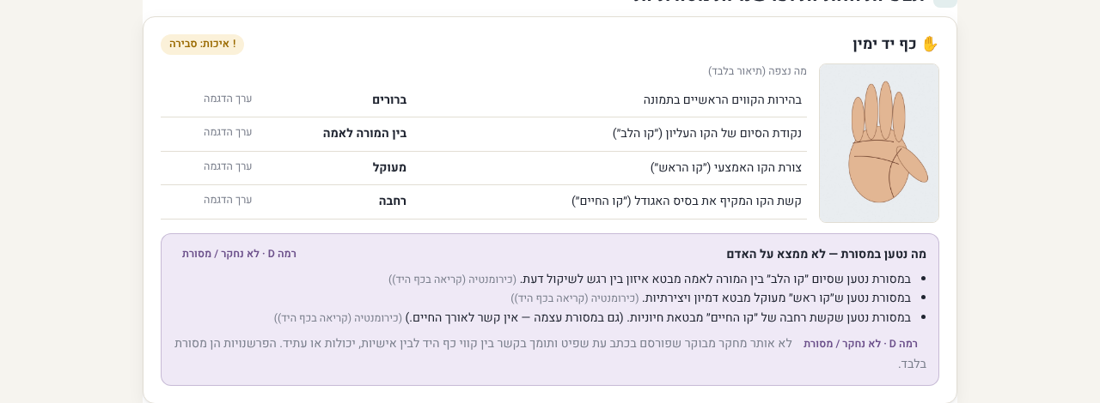 ✋ כף יד ימין
! איכות: סבירה
מה נצפה (תיאור בלבד)
בהירות הקווים הראשיים בתמונה ברורים ערך הדגמה
נקודת הסיום של הקו העליון ("קו הלב") בין המורה לאמה ערך הדגמה
צורת הקו האמצעי ("קו הראש") מעוקל ערך הדגמה
קשת הקו המקיף את בסיס האגודל ("קו החיים") רחבה ערך הדגמה
מה נטען במסורת — לא ממצא על האדם רמה D · לא נחקר / מסורת
• במסורת נטען שסיום "קו הלב" בין המורה לאמה מבטא איזון בין רגש לשיקול דעת. (כירומנטיה (קריאה בכף היד))
• במסורת נטען ש"קו ראש" מעוקל מבטא דמיון ויצירתיות. (כירומנטיה (קריאה בכף היד))
• במסורת נטען שקשת רחבה של "קו החיים" מבטאת חיוניות. (גם במסורת עצמה — אין קשר לאורך החיים.) (כירומנטיה (קריאה בכף היד))
רמה D · לא נחקר / מסורת לא אותר מחקר מבוקר שפורסם בכתב עת שפיט ותומך בקשר בין קווי כף היד לבין אישיות, יכולות או עתיד. הפרשנויות הן מסורת
בלבד.